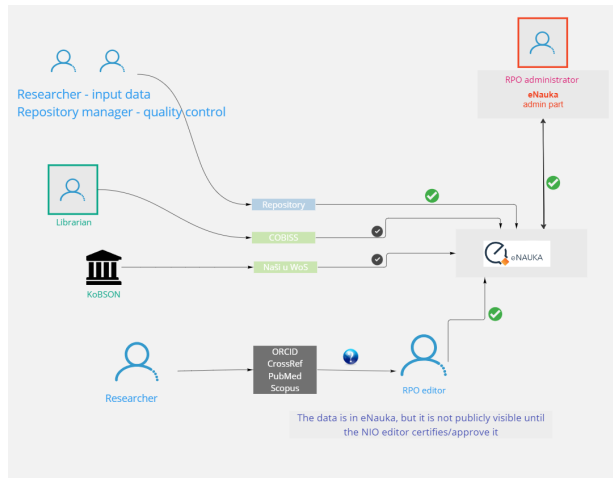 Researcher - input data
Repository manager - quality control
RPO administrator
eNauka
admin part
Librarian
Repository
COBISS
Naši u WoS
KoBSON
eNAUKA
ORCID
CrossRef
PubMed
Scopus
Researcher
RPO editor
The data is in eNauka, but it is not publicly visible until
the NIO editor certifies/approve it